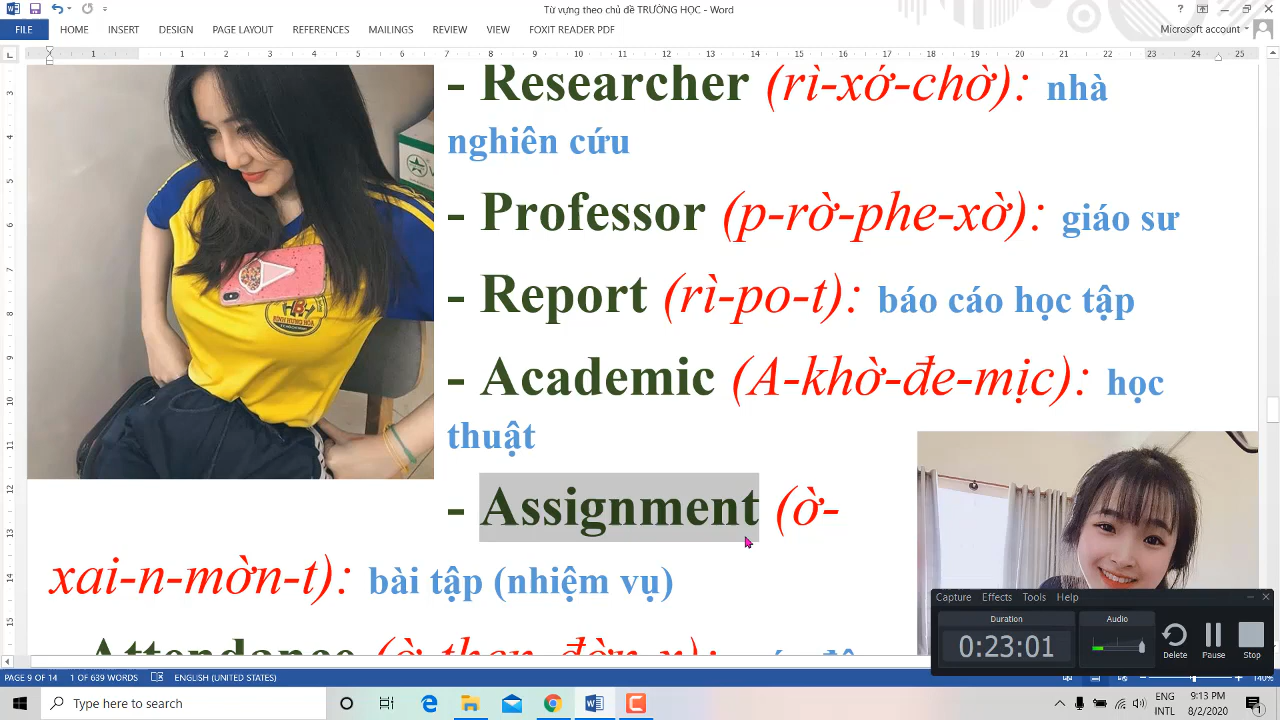 Từ vựng theo chủ đề TRƯỜNG HỌC - Word
FILE HOME INSERT DESIGN PAGE LAYOUT REFERENCES MAILINGS REVIEW VIEW FOXIT READER PDF Microsoft account
- Researcher (rì-xớ-chờ): nhà
nghiên cứu
- Professor (p-rờ-phe-xờ): giáo sư
- Report (rì-po-t): báo cáo học tập
- Academic (A-khờ-đe-mịc): học
thuật
- Assignment (ờ-
xai-n-mờn-t): bài tập (nhiệm vụ)
Capture Effects Tools Help
Duration
0:23:01
Audio
Delete Pause Stop
PAGE 9 OF 14 1 OF 639 WORDS ENGLISH (UNITED STATES) 140%
Type here to search
INTL
9:13 PM
8/2/2020